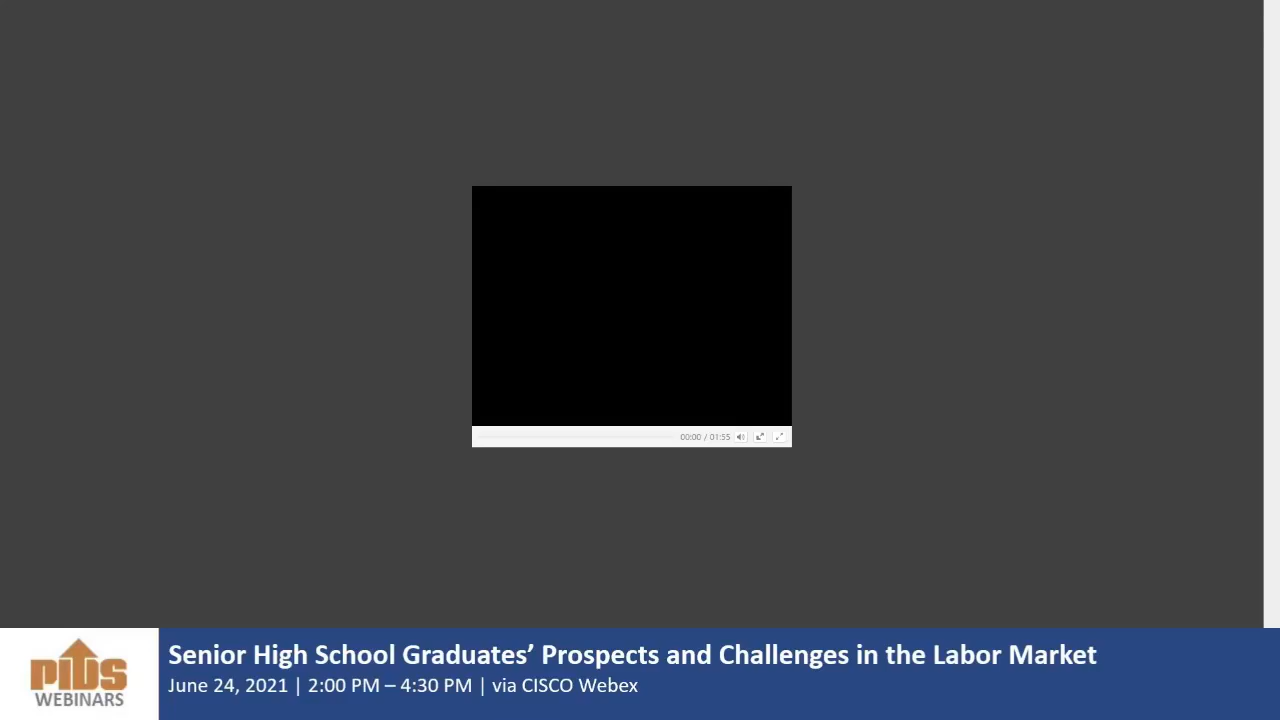 00:00 / 01:55
Senior High School Graduates’ Prospects and Challenges in the Labor Market
June 24, 2021 | 2:00 PM – 4:30 PM | via CISCO Webex
PIDS
WEBINARS